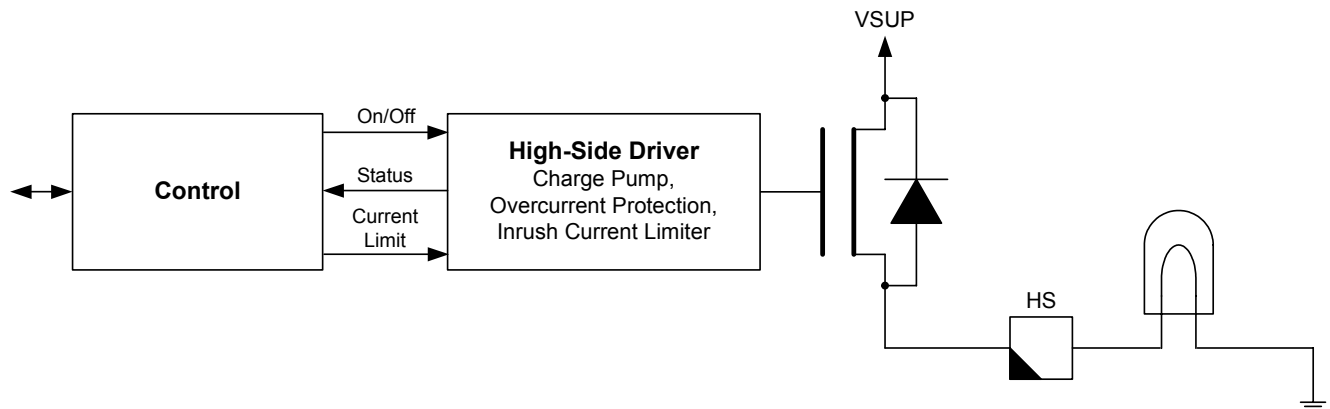 VSUP
On/Off
High-Side Driver
Charge Pump,
Overcurrent Protection,
Inrush Current Limiter
Control
Status
Current
Limit
HS